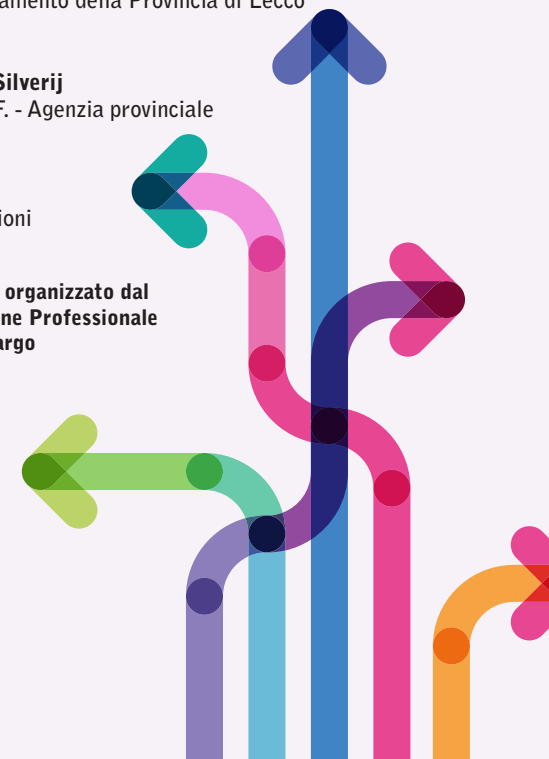 amento della Provincia di Lecco
Silverij
F. - Agenzia provinciale
ioni
organizzato dal
ne Professionale
argo